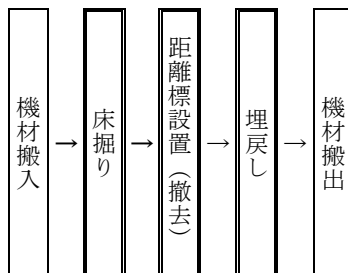 機材搬入
→
床掘り
→
距離標設置（撤去）
→
埋戻し
→
機材搬出